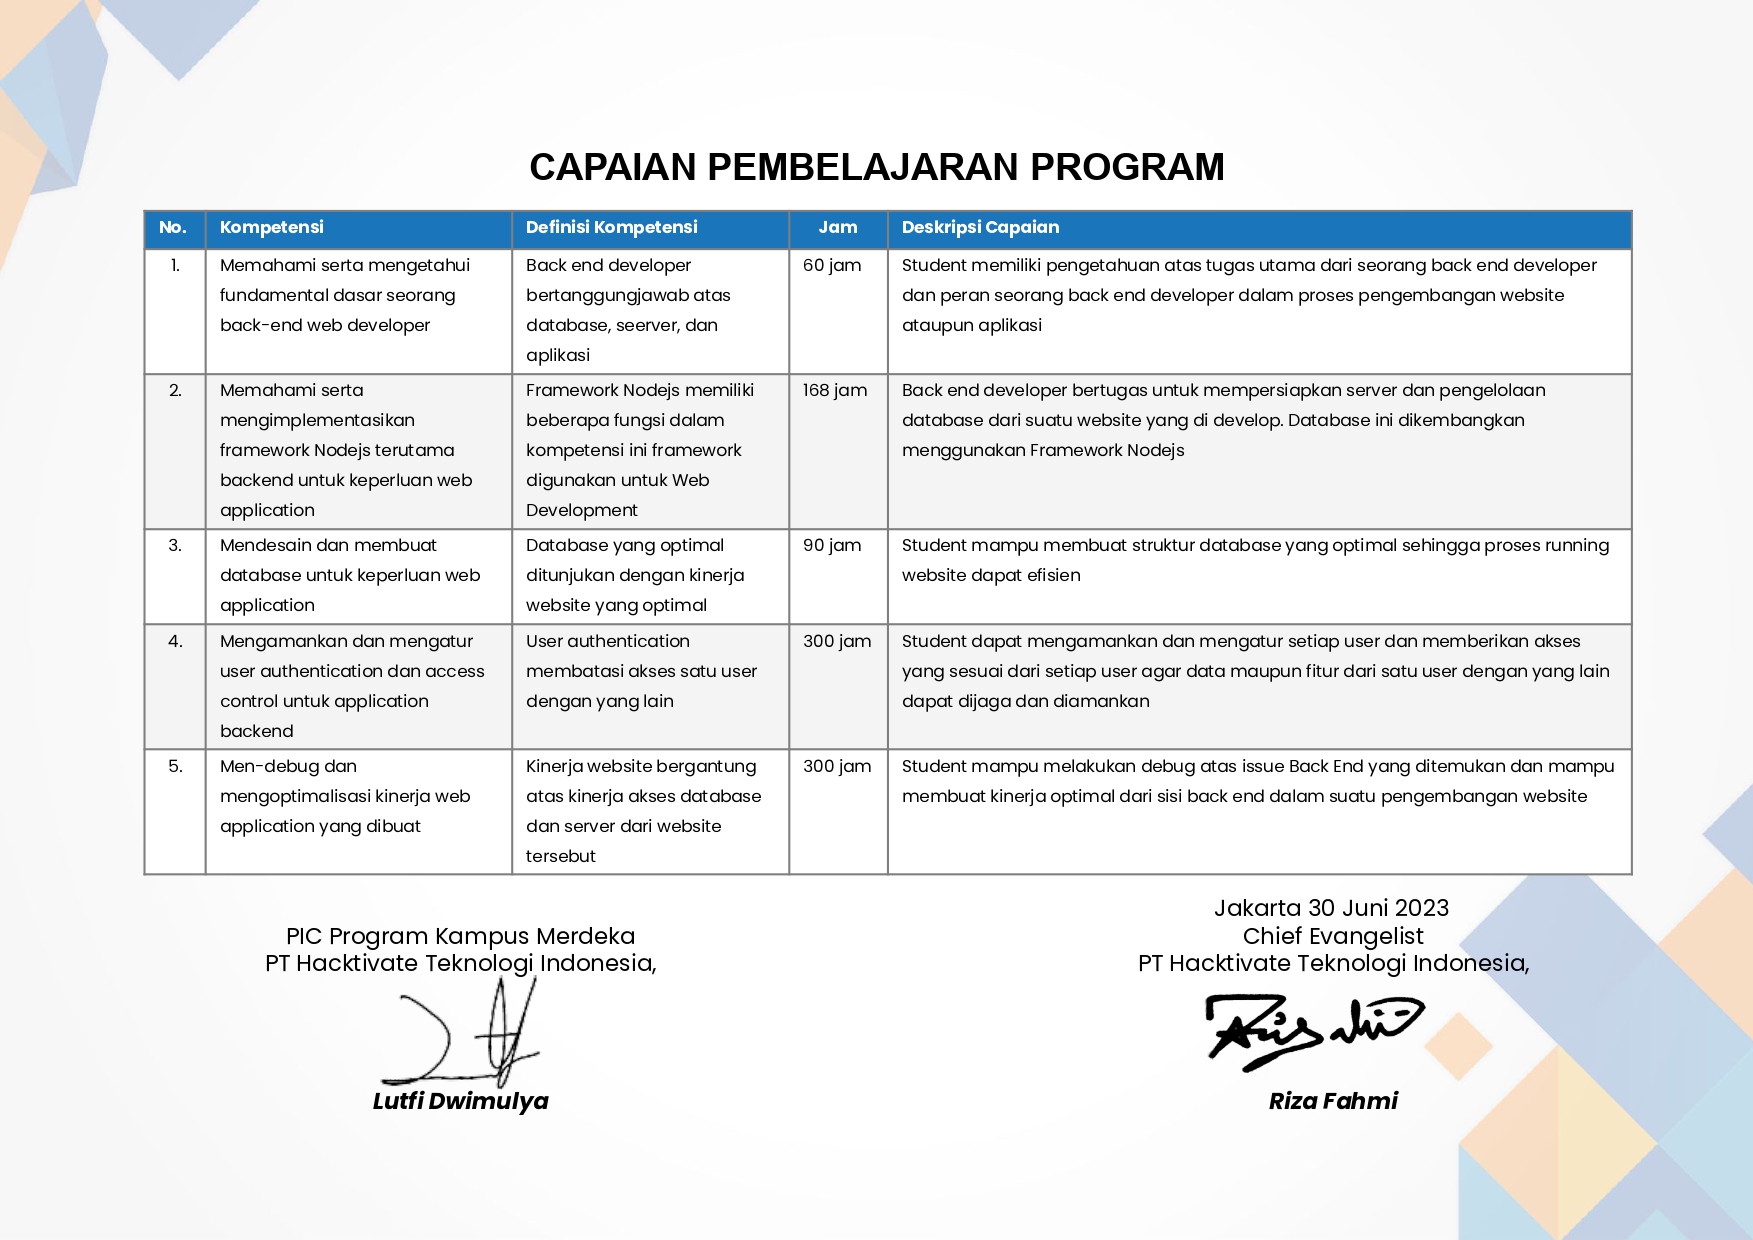 CAPAIAN PEMBELAJARAN PROGRAM
No. Kompetensi Definisi Kompetensi Jam Deskripsi Capaian
1. Memahami serta mengetahui fundamental dasar seorang back-end web developer Back end developer bertanggungjawab atas database, seerver, dan aplikasi 60 jam Student memiliki pengetahuan atas tugas utama dari seorang back end developer dan peran seorang back end developer dalam proses pengembangan website ataupun aplikasi
2. Memahami serta mengimplementasikan framework Nodejs terutama backend untuk keperluan web application Framework Nodejs memiliki beberapa fungsi dalam kompetensi ini framework digunakan untuk Web Development 168 jam Back end developer bertugas untuk mempersiapkan server dan pengelolaan database dari suatu website yang di develop. Database ini dikembangkan menggunakan Framework Nodejs
3. Mendesain dan membuat database untuk keperluan web application Database yang optimal ditunjukan dengan kinerja website yang optimal 90 jam Student mampu membuat struktur database yang optimal sehingga proses running website dapat efisien
4. Mengamankan dan mengatur user authentication dan access control untuk application backend User authentication membatasi akses satu user dengan yang lain 300 jam Student dapat mengamankan dan mengatur setiap user dan memberikan akses yang sesuai dari setiap user agar data maupun fitur dari satu user dengan yang lain dapat dijaga dan diamankan
5. Men-debug dan mengoptimalisasi kinerja web application yang dibuat Kinerja website bergantung atas kinerja akses database dan server dari website tersebut 300 jam Student mampu melakukan debug atas issue Back End yang ditemukan dan mampu membuat kinerja optimal dari sisi back end dalam suatu pengembangan website
PIC Program Kampus Merdeka
PT Hacktivate Teknologi Indonesia,
Lutfi Dwimulya
Jakarta 30 Juni 2023
Chief Evangelist
PT Hacktivate Teknologi Indonesia,
Riza Fahmi